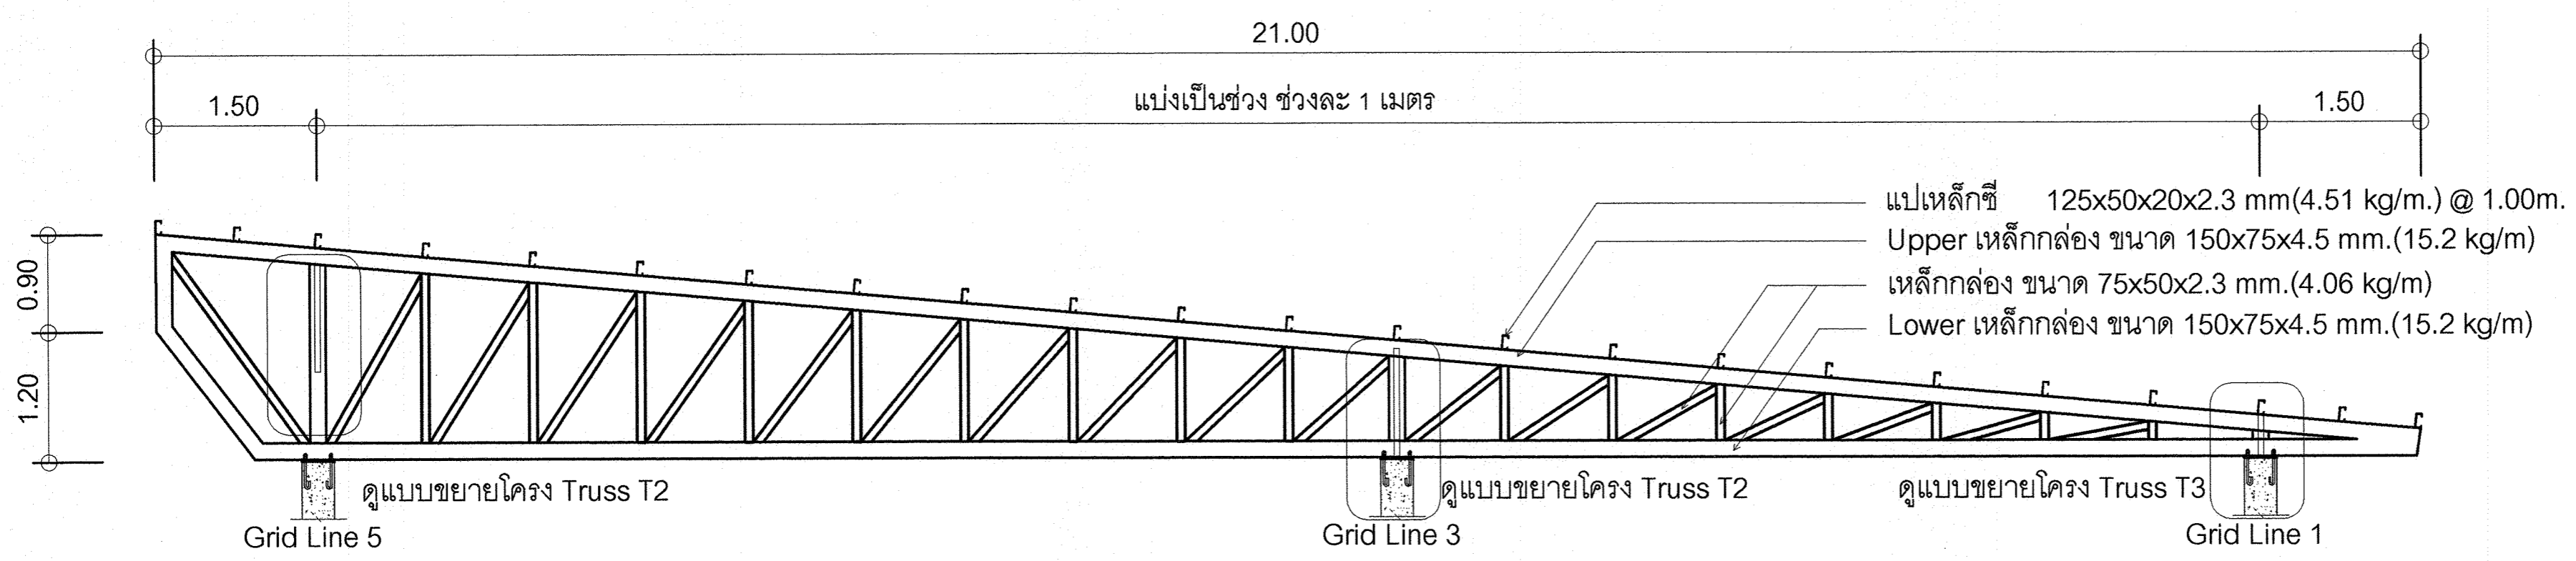 21.00
1.50
แบ่งเป็นช่วง ช่วงละ 1 เมตร
1.50
แปเหล็กซี 125x50x20x2.3 mm(4.51 kg/m.) @ 1.00m.
Upper เหล็กกล่อง ขนาด 150x75x4.5 mm.(15.2 kg/m)
เหล็กกล่อง ขนาด 75x50x2.3 mm.(4.06 kg/m)
Lower เหล็กกล่อง ขนาด 150x75x4.5 mm.(15.2 kg/m)
0.90
1.20
ดูแบบขยายโครง Truss T2
ดูแบบขยายโครง Truss T2
ดูแบบขยายโครง Truss T3
Grid Line 5
Grid Line 3
Grid Line 1